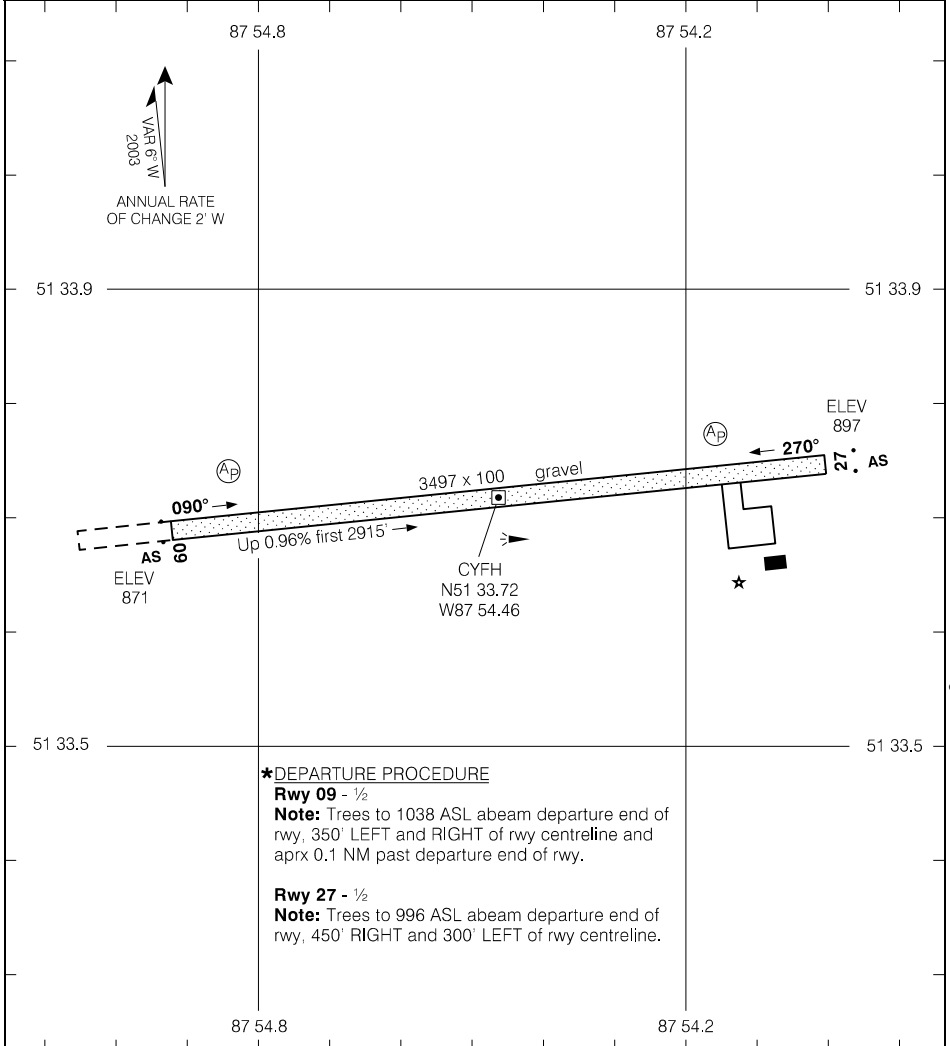 87 54.8
87 54.2
VAR 6° W
2003
ANNUAL RATE
OF CHANGE 2' W
51 33.9
51 33.9
ELEV
897
AP
AP
270°
27
AS
3497 x 100
gravel
090°
Up 0.96% first 2915'
AS
09
ELEV
871
CYFH
N51 33.72
W87 54.46
51 33.5
51 33.5
*DEPARTURE PROCEDURE
Rwy 09 - ½
Note: Trees to 1038 ASL abeam departure end of
rwy, 350' LEFT and RIGHT of rwy centreline and
aprx 0.1 NM past departure end of rwy.
Rwy 27 - ½
Note: Trees to 996 ASL abeam departure end of
rwy, 450' RIGHT and 300' LEFT of rwy centreline.
87 54.8
87 54.2